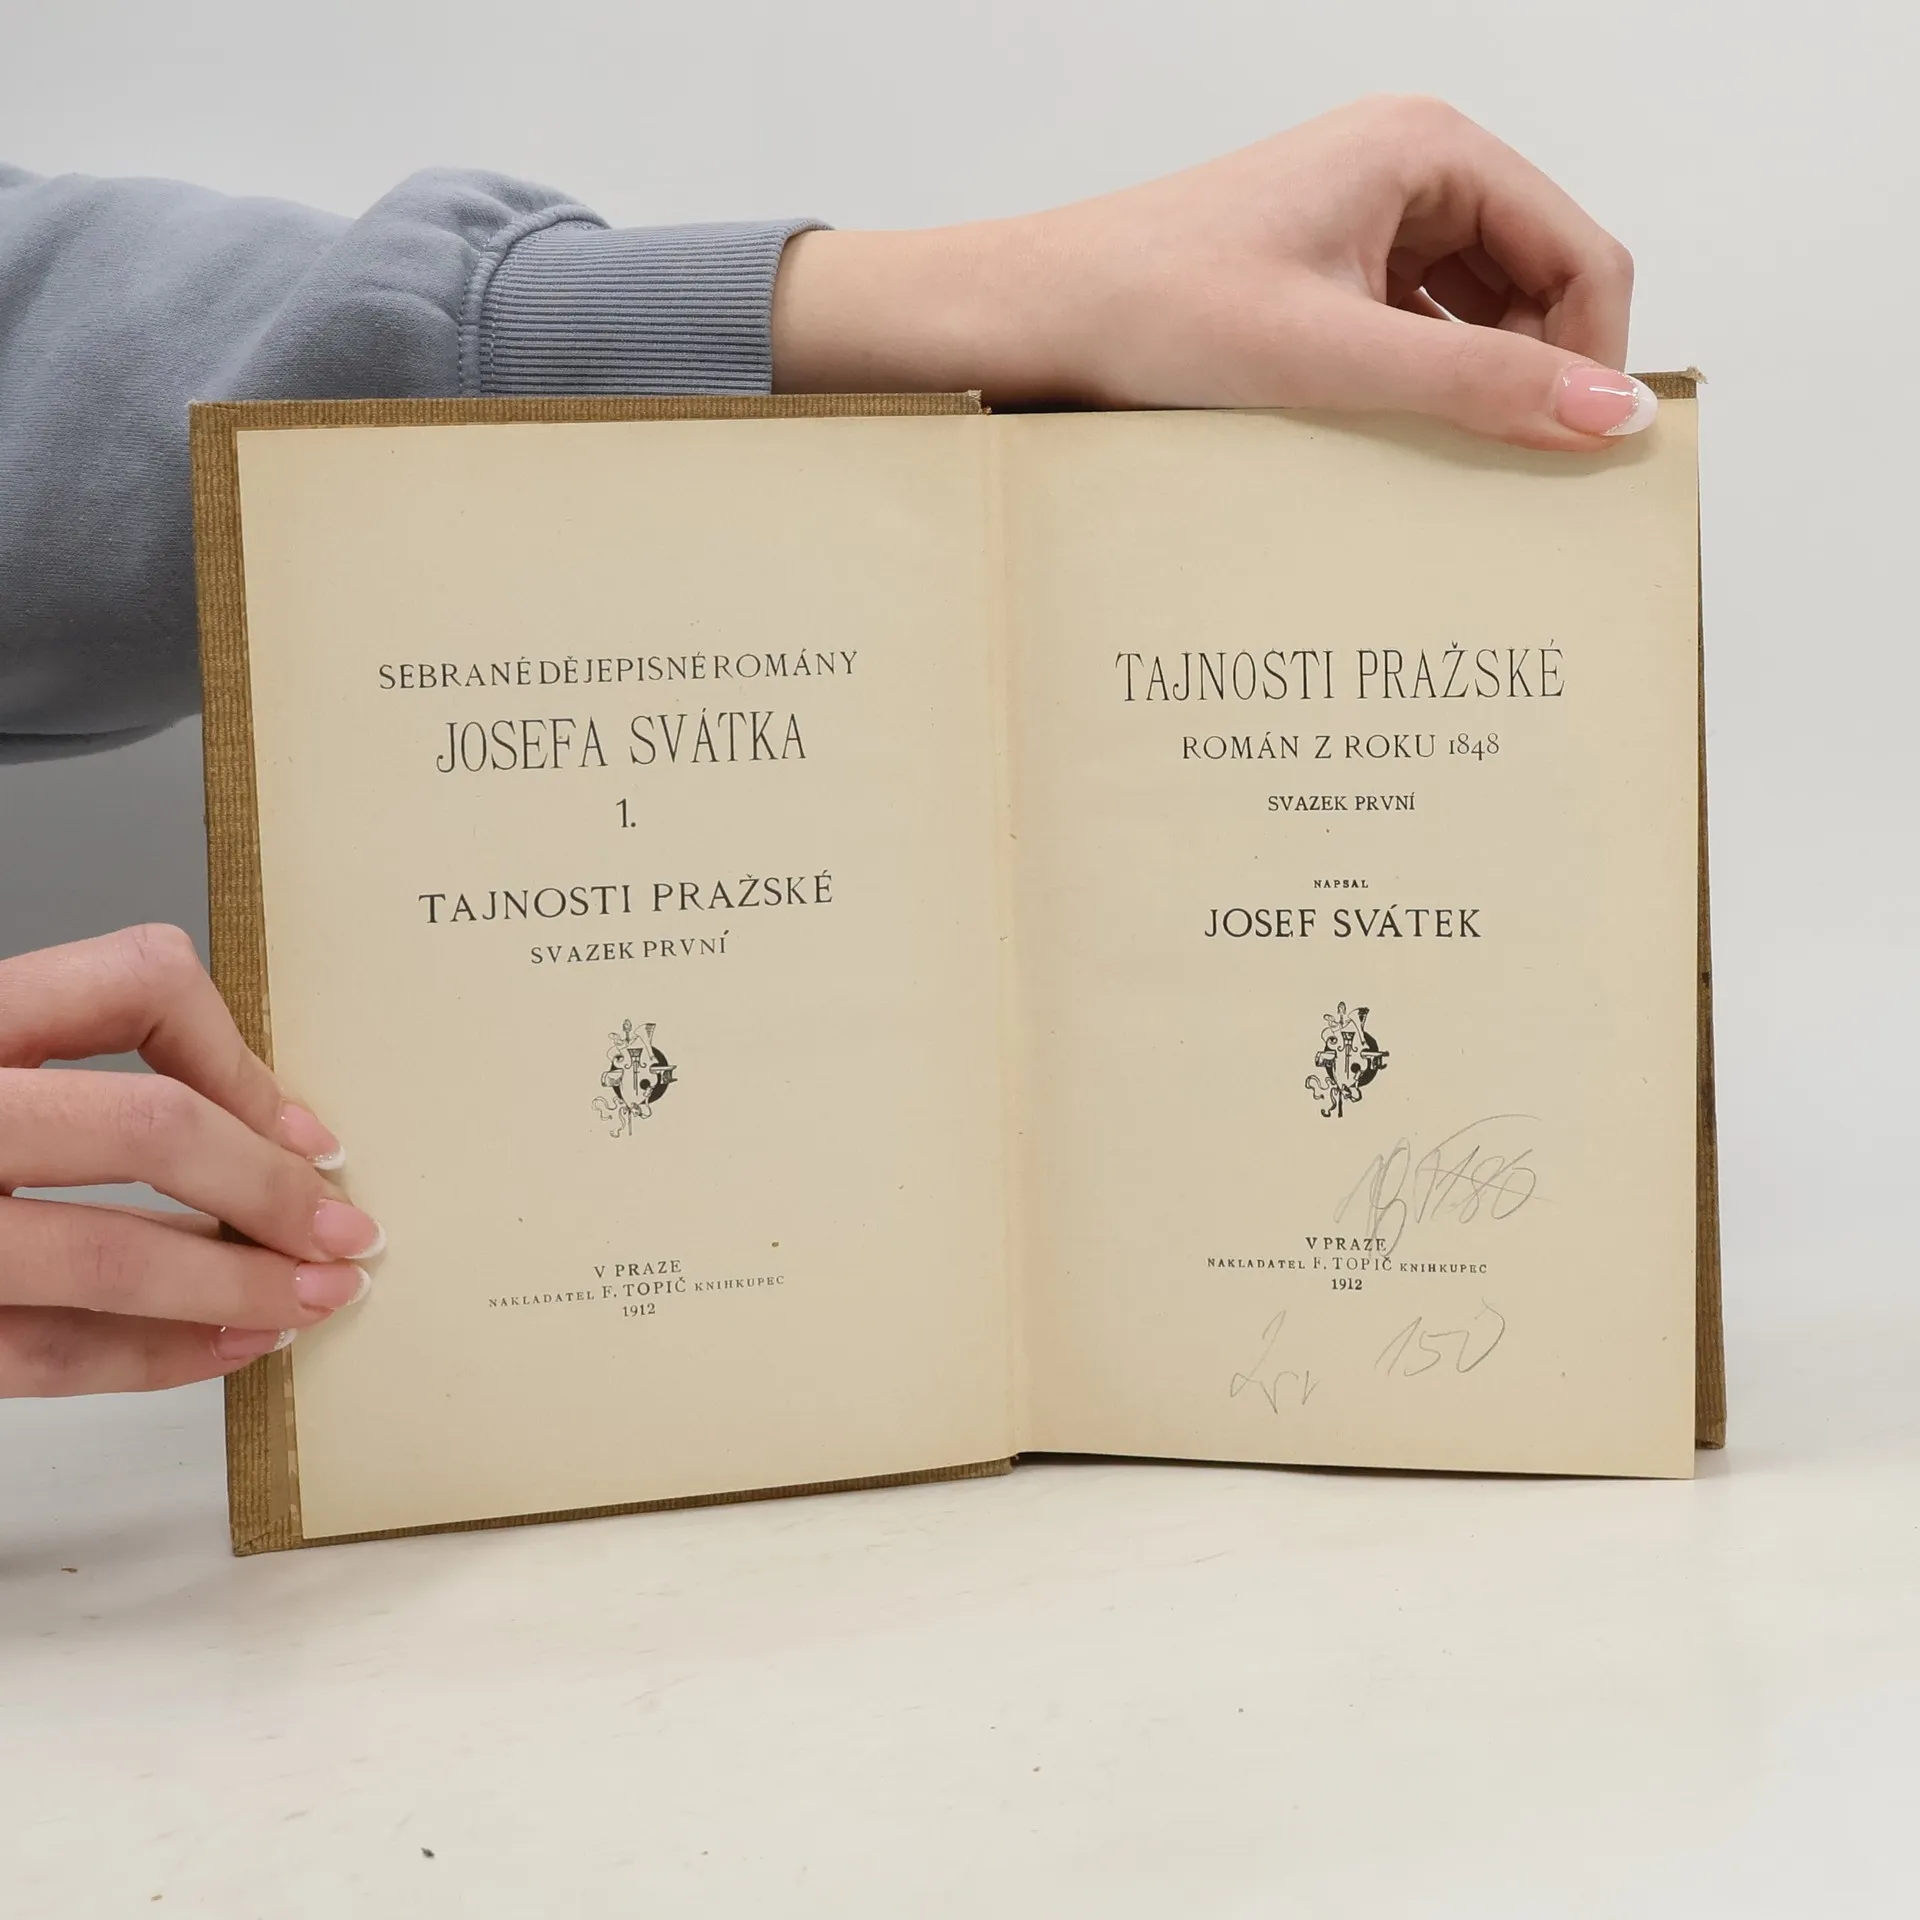 SEBRANÉ DĚJEPISNÉ ROMÁNY
JOSEFA SVÁTKA
1.
TAJNOSTI PRAŽSKÉ
SVAZEK PRVNÍ
V PRAZE
NAKLADATEL F. TOPIČ KNIHKUPEC
1912
TAJNOSTI PRAŽSKÉ
ROMÁN Z ROKU 1848
SVAZEK PRVNÍ
NAPSAL
JOSEF SVÁTEK
V PRAZE
NAKLADATEL F. TOPIČ KNIHKUPEC
1912
150